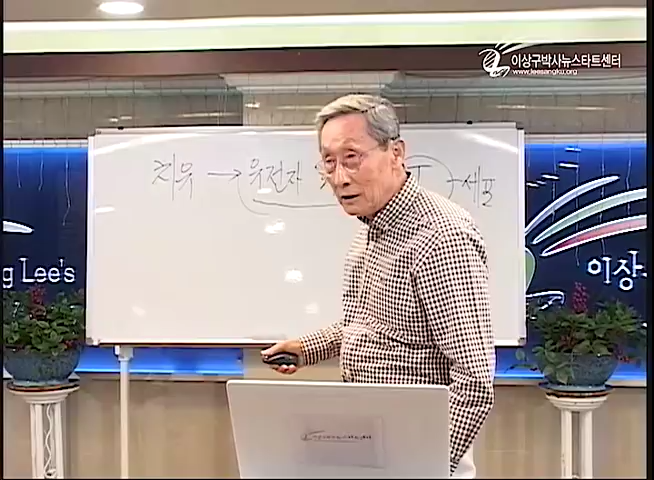 이상구박사뉴스타트센터
www.leesangku.org
치유 → 유전자
T - 세포
g Lee's
이상